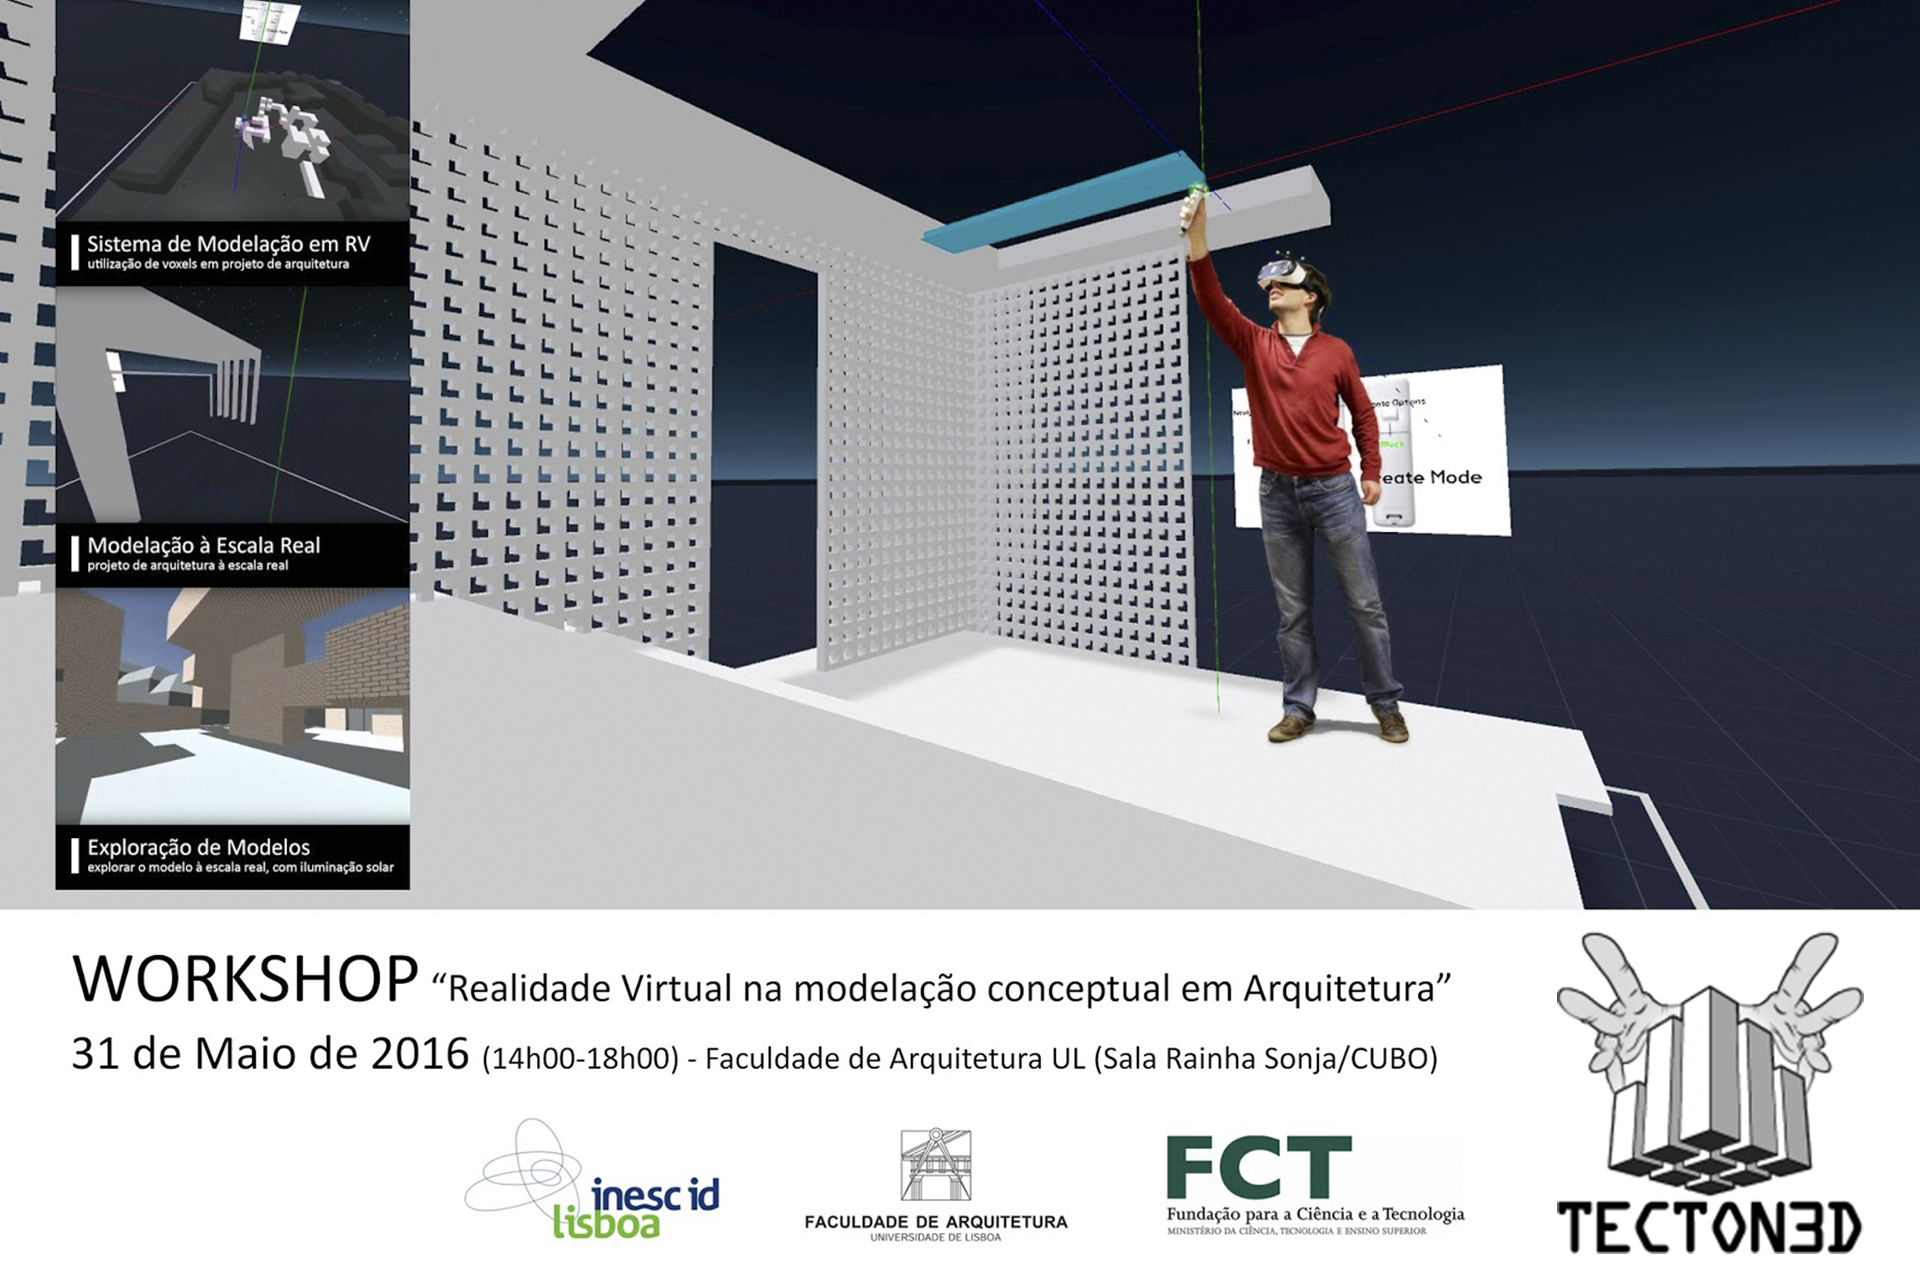 Sistema de Modelação em RV
utilização de voxels em projeto de arquitetura
Modelação à Escala Real
projeto de arquitetura à escala real
Exploração de Modelos
explorar o modelo à escala real, com iluminação solar
Options
Block
reate Mode
WORKSHOP “Realidade Virtual na modelação conceptual em Arquitetura”
31 de Maio de 2016 (14h00-18h00) - Faculdade de Arquitetura UL (Sala Rainha Sonja/CUBO)
inesc id
lisboa
FACULDADE DE ARQUITETURA
UNIVERSIDADE DE LISBOA
FCT
Fundação para a Ciência e a Tecnologia
MINISTÉRIO DA CIÊNCIA, TECNOLOGIA E ENSINO SUPERIOR
TECTON3D